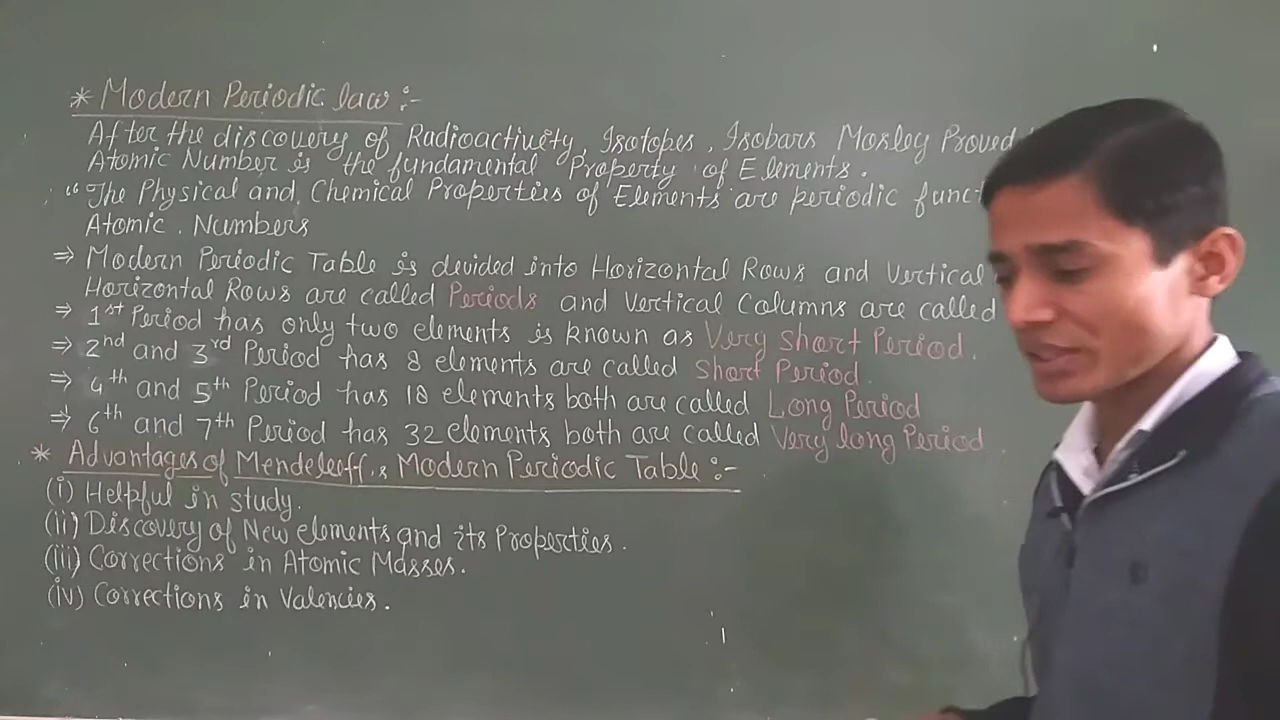 * Modern Periodic law :-
After the discovery of Radioactivity, Isotopes, Isobars Mosley Proved
Atomic Number is the fundamental Property of Elements.
"The Physical and Chemical Properties of Elements are periodic funct
Atomic. Numbers
⇒ Modern Periodic Table is devided into Horizontal Rows and Vertical
Horizontal Rows are called Periods and Vertical Columns are called
⇒ 1st Period has only two elements is known as Very short Period.
⇒ 2nd and 3rd Period has 8 elements are called Short Period.
⇒ 4th and 5th Period has 18 elements both are called Long Period
⇒ 6th and 7th Period has 32 elements both are called Very long Period
* Advantages of Mendeleeff,s Modern Periodic Table :-
(i) Helpful in study.
(ii) Discovery of New elements and its Properties.
(iii) Corrections in Atomic Masses.
(iv) Corrections in Valencies.